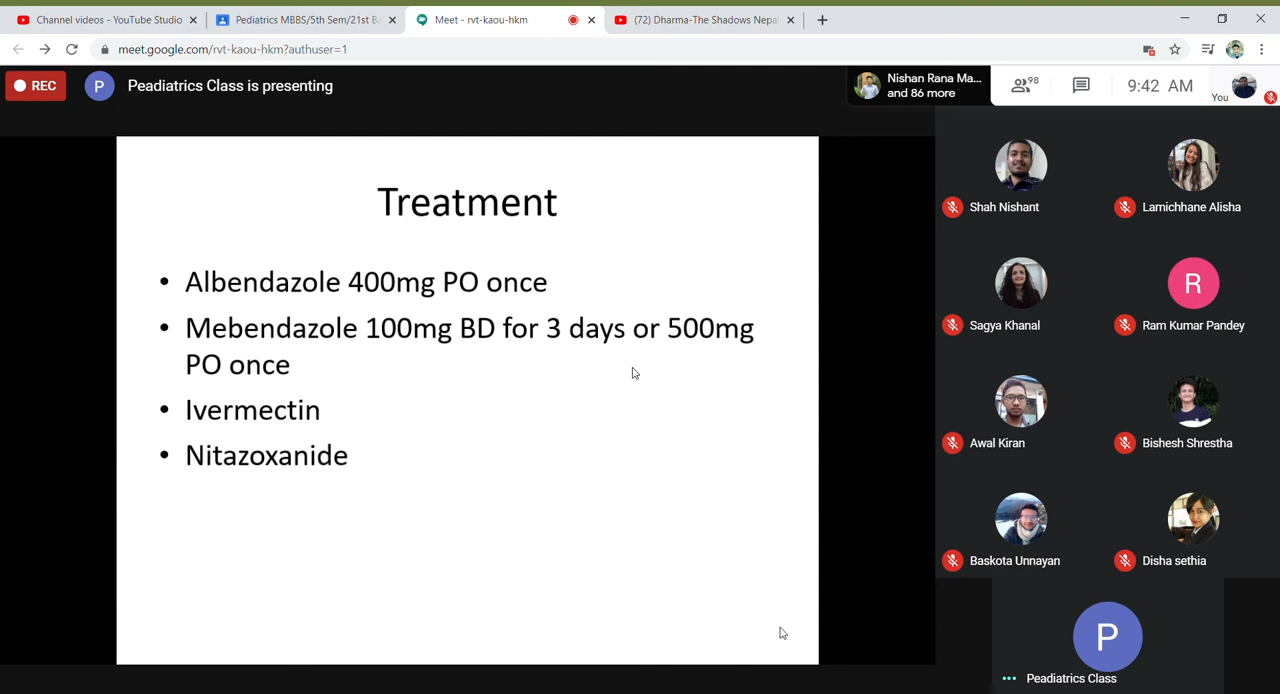 Channel videos - YouTube Studio
Pediatrics MBBS/5th Sem/21st Ba
Meet - rvt-kaou-hkm
(72) Dharma-The Shadows Nepal
meet.google.com/rvt-kaou-hkm?authuser=1
REC
P
Peadiatrics Class is presenting
Nishan Rana Ma...
and 86 more
98
9:42 AM
You
Treatment
• Albendazole 400mg PO once
• Mebendazole 100mg BD for 3 days or 500mg
PO once
• Ivermectin
• Nitazoxanide
Shah Nishant
Lamichhane Alisha
Sagya Khanal
R
Ram Kumar Pandey
Awal Kiran
Bishesh Shrestha
Baskota Unnayan
Disha sethia
P
Peadiatrics Class